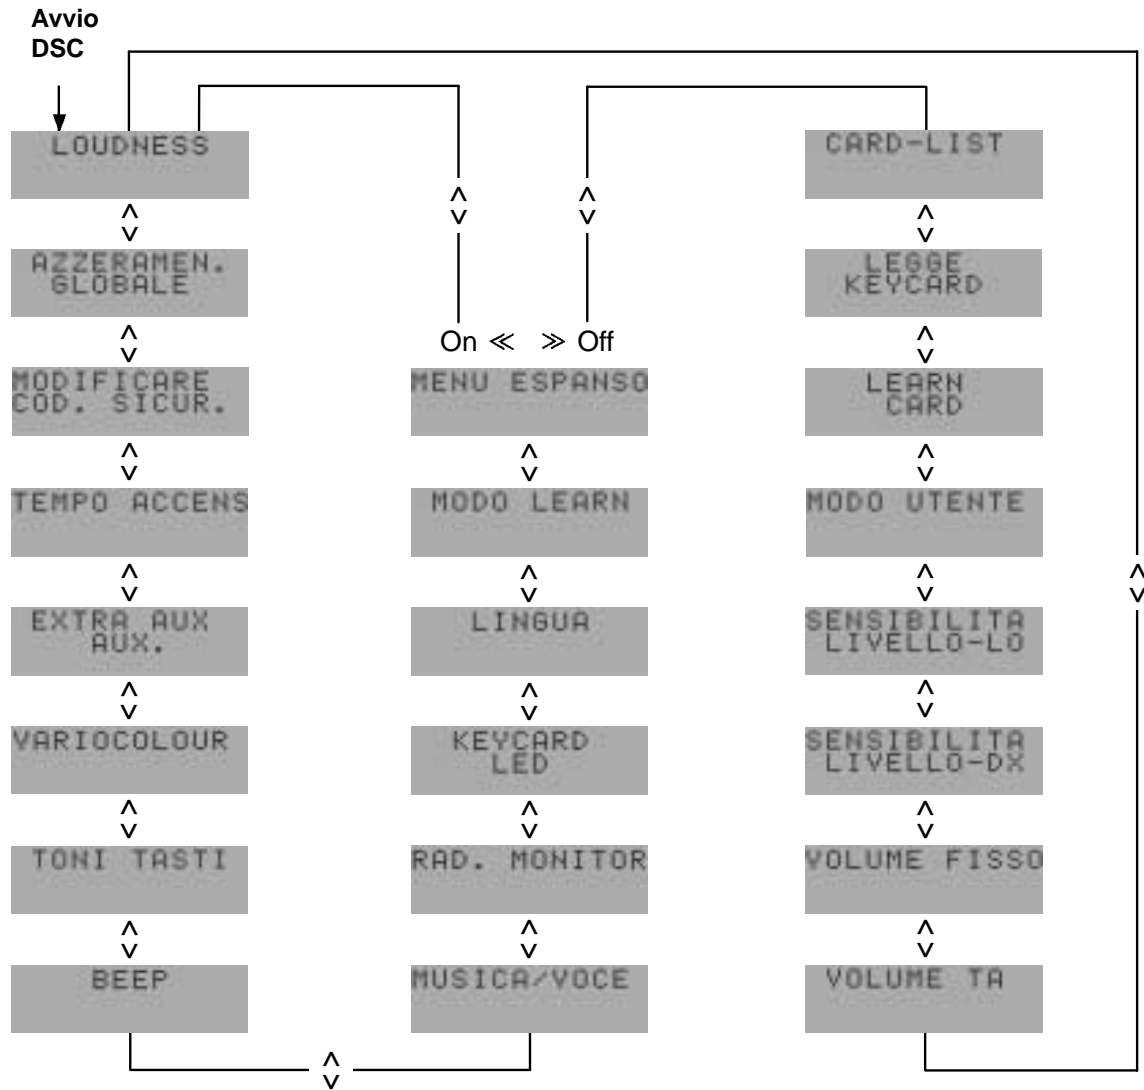 Avvio
DSC
LOUDNESS
AZZERAMEN.
GLOBALE
MODIFICARE
COD. SICUR.
TEMPO ACCENS
EXTRA AUX
AUX.
VARIOCOLOUR
TONI TASTI
BEEP
On ≪ ≫ Off
MENU ESPANSO
MODO LEARN
LINGUA
KEYCARD
LED
RAD. MONITOR
MUSICA/VOCE
CARD-LIST
LEGGE
KEYCARD
LEARN
CARD
MODO UTENTE
SENSIBILITA
LIVELLO-LO
SENSIBILITA
LIVELLO-DX
VOLUME FISSO
VOLUME TA